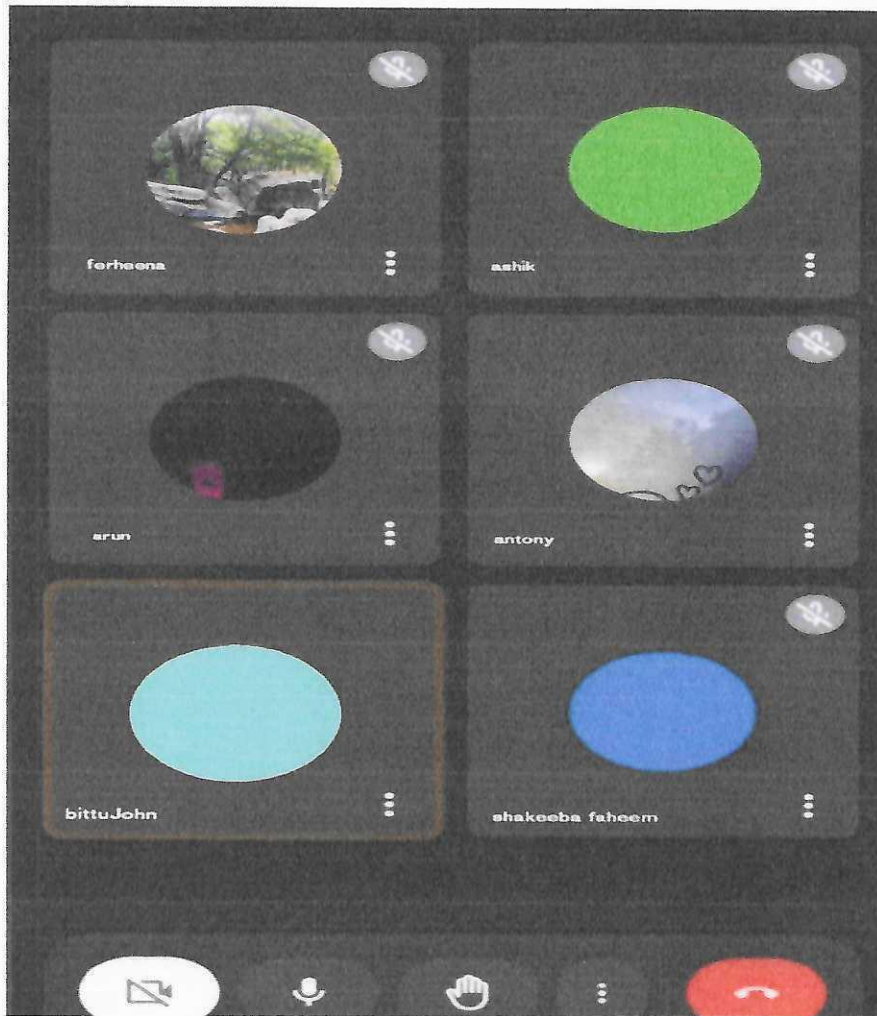 ferheena
ashik
arun
antony
bittuJohn
shakeeba faheem